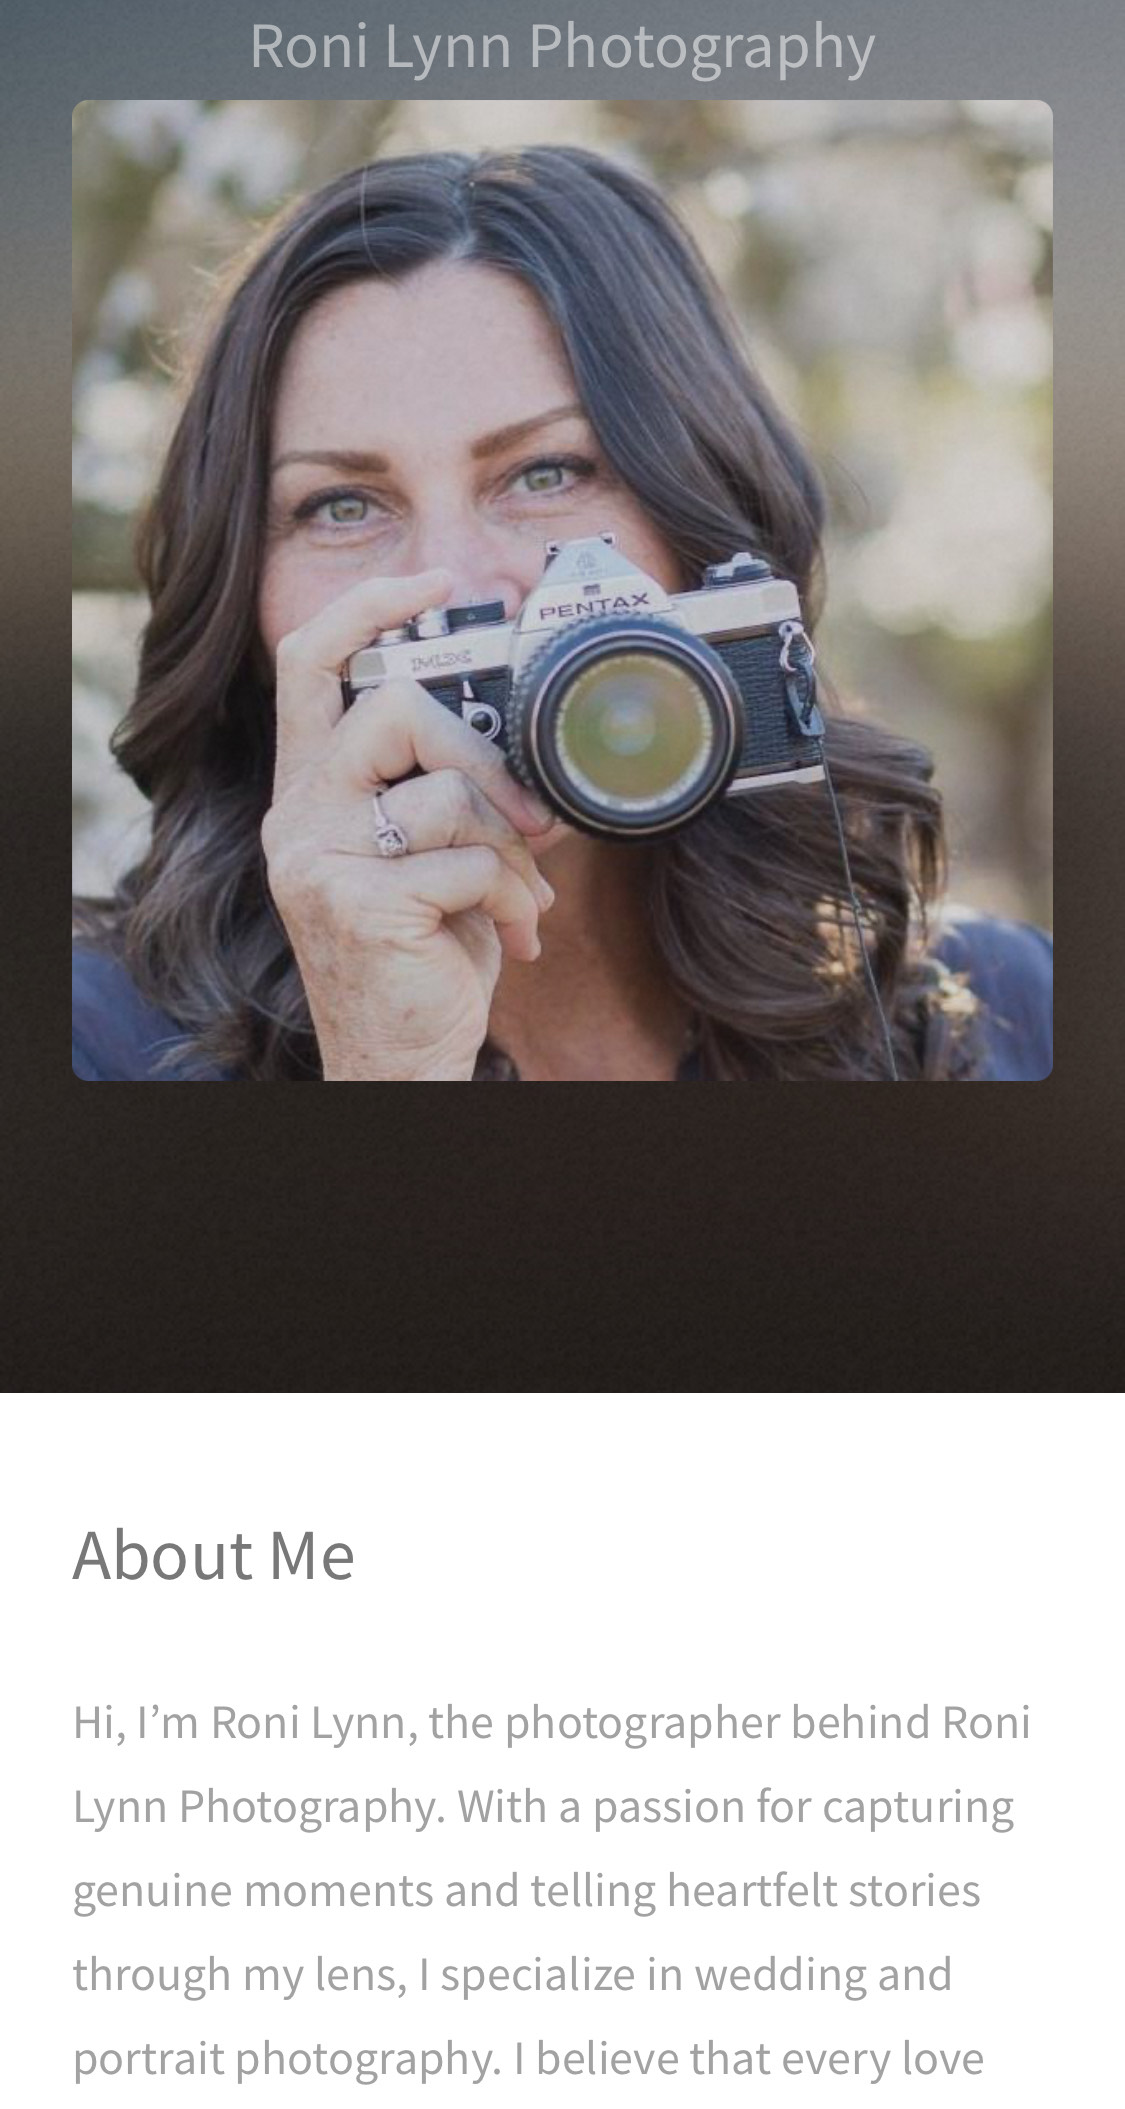 Roni Lynn Photography
PENTAX
MX
About Me
Hi, I’m Roni Lynn, the photographer behind Roni
Lynn Photography. With a passion for capturing
genuine moments and telling heartfelt stories
through my lens, I specialize in wedding and
portrait photography. I believe that every love